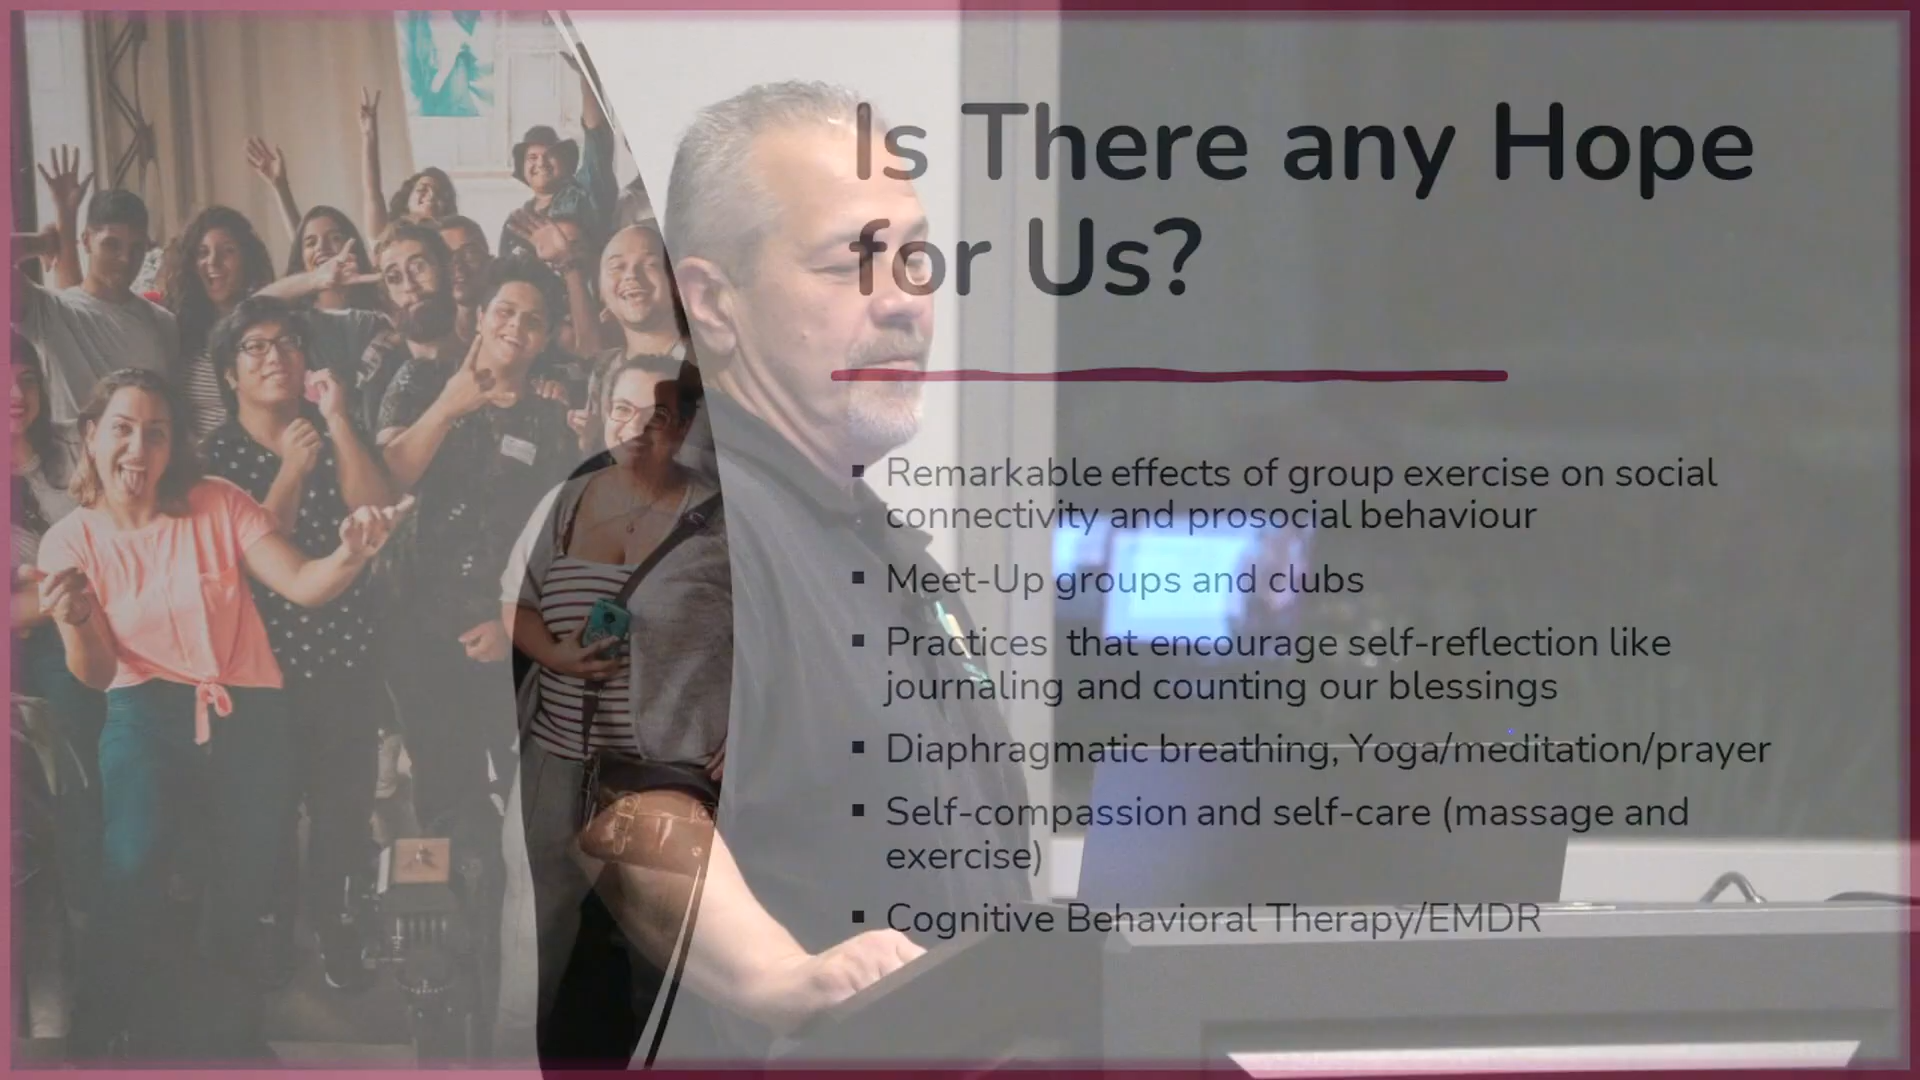 Is There any Hope
for Us?
▪ Remarkable effects of group exercise on social
connectivity and prosocial behaviour
▪ Meet-Up groups and clubs
▪ Practices that encourage self-reflection like
journaling and counting our blessings
▪ Diaphragmatic breathing, Yoga/meditation/prayer
▪ Self-compassion and self-care (massage and
exercise)
▪ Cognitive Behavioral Therapy/EMDR